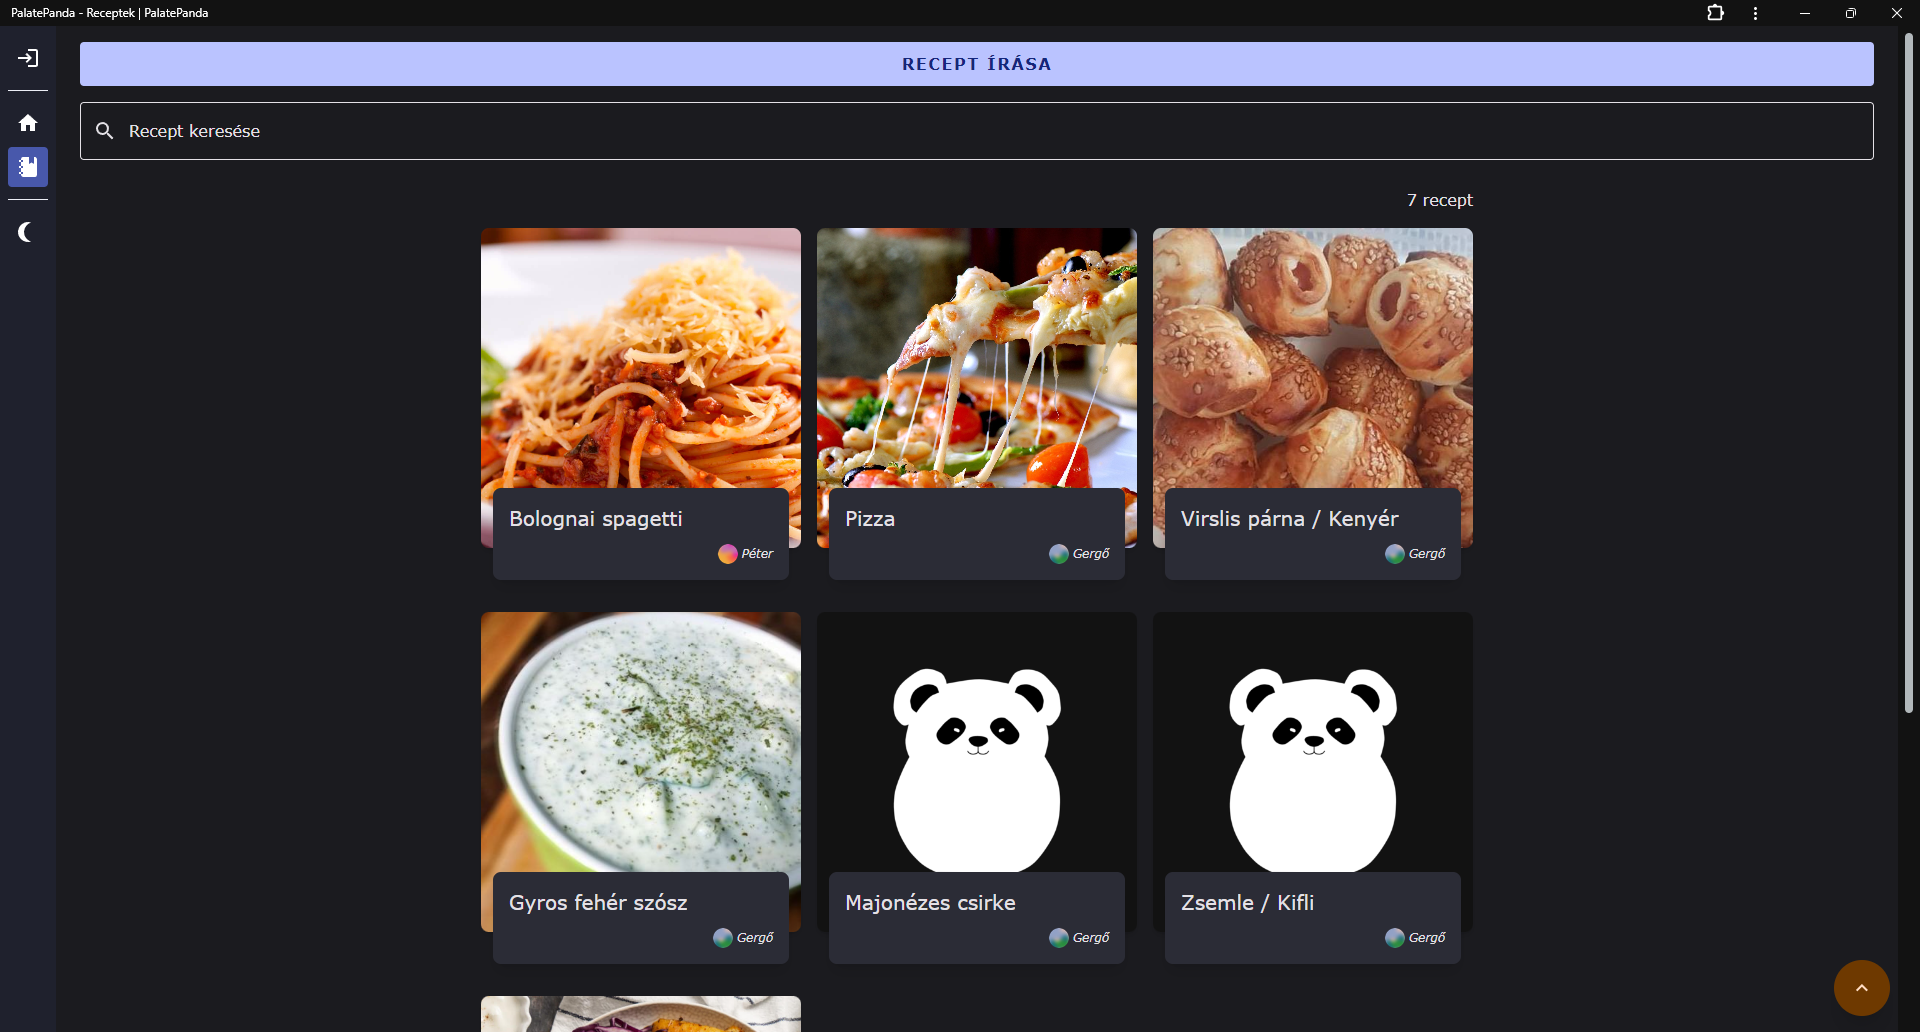 PalatePanda - Receptek | PalatePanda
RECEPT ÍRÁSA
Recept keresése
7 recept
Bolognai spagetti
Péter
Pizza
Gergő
Virslis párna / Kenyér
Gergő
Gyros fehér szósz
Gergő
Majonézes csirke
Gergő
Zsemle / Kifli
Gergő